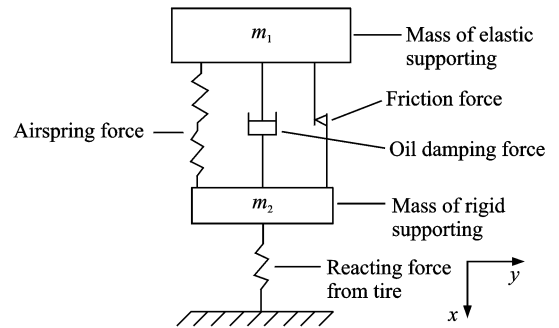 m₁
Mass of elastic
supporting
Friction force
Airspring force
Oil damping force
m₂
Mass of rigid
supporting
Reacting force
from tire
y
x